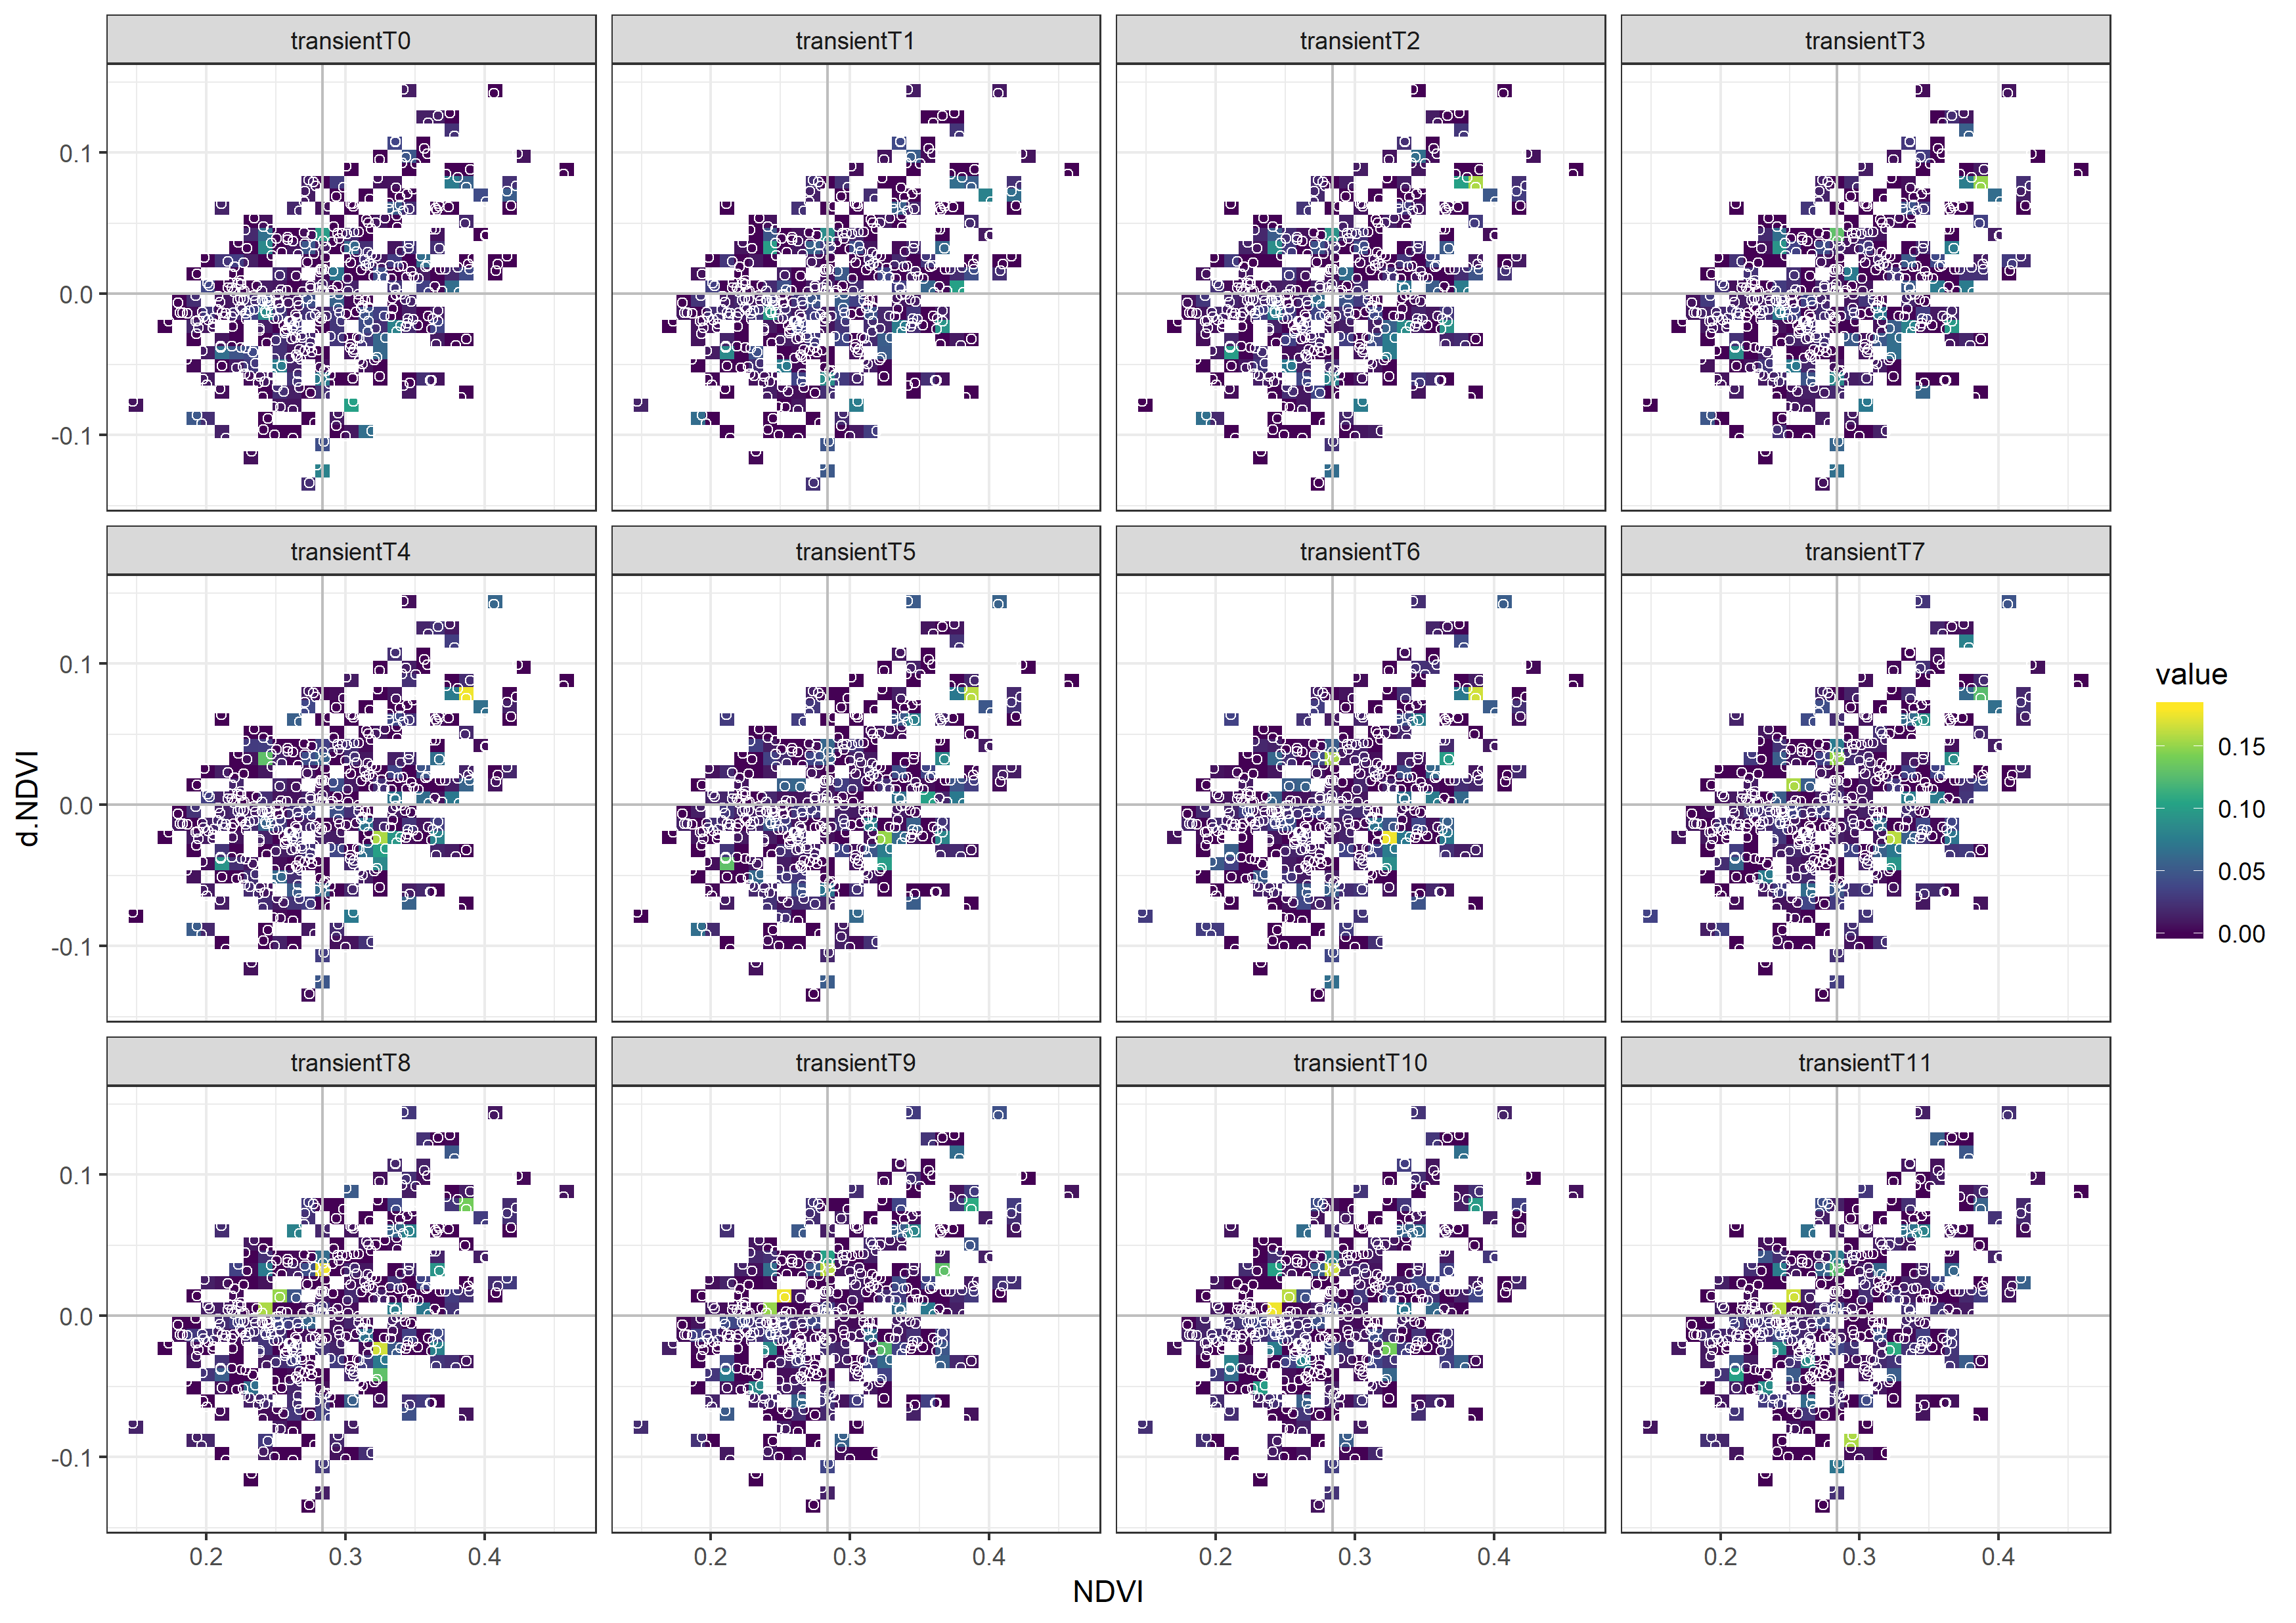 transientT0 transientT1 transientT2 transientT3
0.1
0.0
-0.1
transientT4 transientT5 transientT6 transientT7
0.1
0.0
-0.1
d.NDVI
value
0.15
0.10
0.05
0.00
transientT8 transientT9 transientT10 transientT11
0.1
0.0
-0.1
0.2 0.3 0.4 0.2 0.3 0.4 0.2 0.3 0.4 0.2 0.3 0.4
NDVI